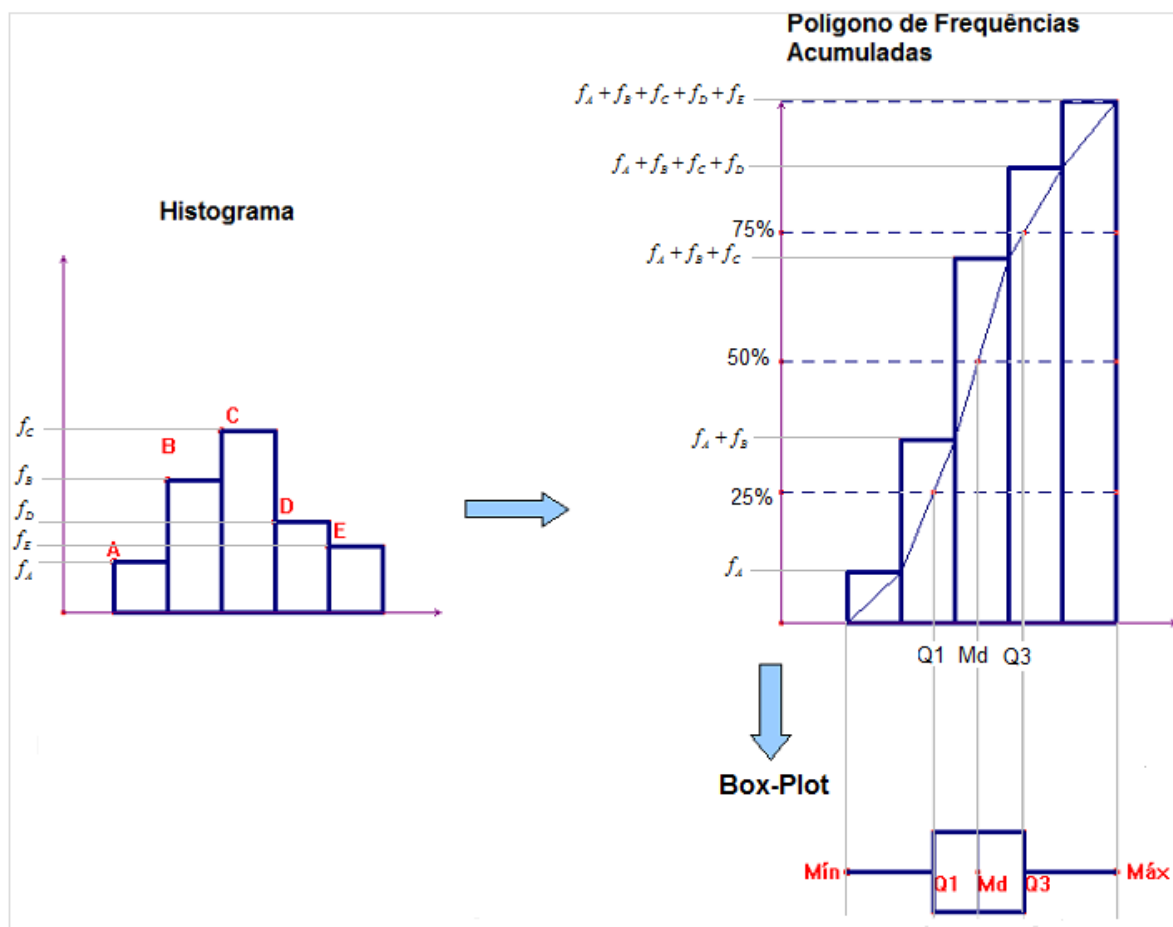 Polígono de Frequências
Acumuladas
f_A + f_B + f_C + f_D + f_E
f_A + f_B + f_C + f_D
Histograma
75%
f_A + f_B + f_C
50%
f_A + f_B
25%
f_A
f_C
f_B
f_D
f_E
f_A
A
B
C
D
E
Q1 Md Q3
Box-Plot
Mín Q1 Md Q3 Máx